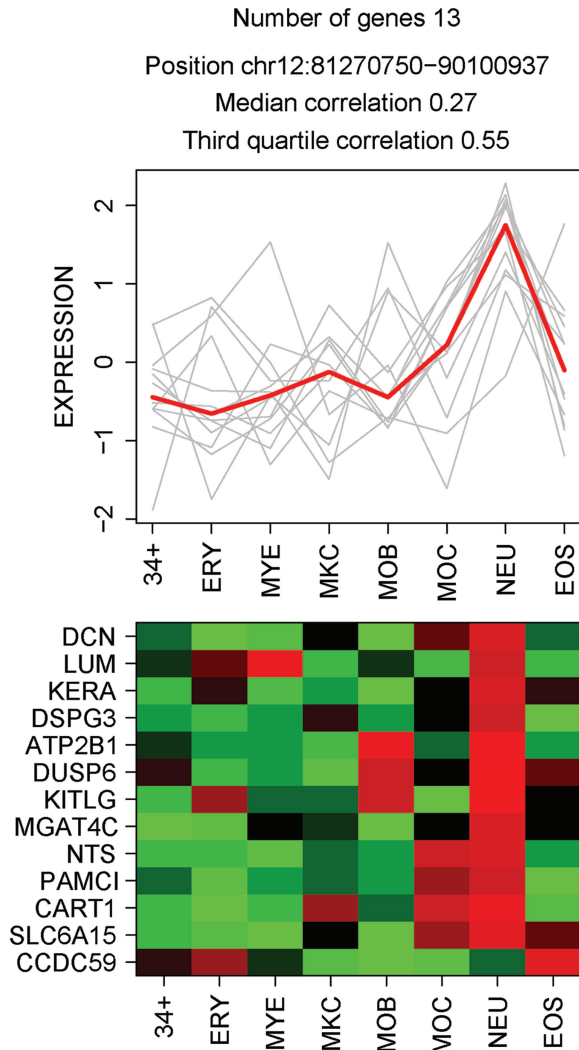 Number of genes 13
Position chr12:81270750−90100937
Median correlation 0.27
Third quartile correlation 0.55
EXPRESSION
2
1
0
−1
−2
34+ ERY MYE MKC MOB MOC NEU EOS
DCN
LUM
KERA
DSPG3
ATP2B1
DUSP6
KITLG
MGAT4C
NTS
PAMCI
CART1
SLC6A15
CCDC59
34+ ERY MYE MKC MOB MOC NEU EOS